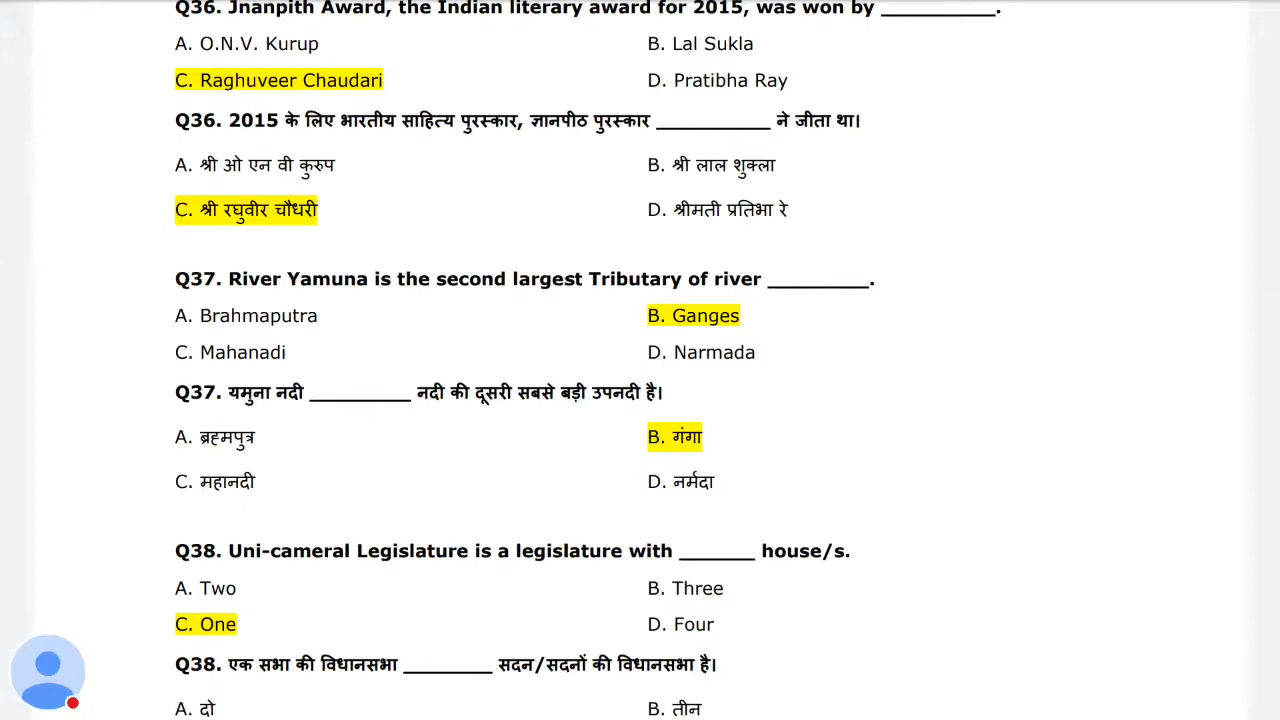 Q36. Jnanpith Award, the Indian literary award for 2015, was won by __________.
A. O.N.V. Kurup B. Lal Sukla
C. Raghuveer Chaudari D. Pratibha Ray
Q36. 2015 के लिए भारतीय साहित्य पुरस्कार, ज्ञानपीठ पुरस्कार __________ ने जीता था।
A. श्री ओ एन वी कुरुप B. श्री लाल शुक्ला
C. श्री रघुवीर चौधरी D. श्रीमती प्रतिभा रे
Q37. River Yamuna is the second largest Tributary of river _________.
A. Brahmaputra B. Ganges
C. Mahanadi D. Narmada
Q37. यमुना नदी _________ नदी की दूसरी सबसे बड़ी उपनदी है।
A. ब्रह्मपुत्र B. गंगा
C. महानदी D. नर्मदा
Q38. Uni-cameral Legislature is a legislature with _______ house/s.
A. Two B. Three
C. One D. Four
Q38. एक सभा की विधानसभा ________ सदन/सदनों की विधानसभा है।
A. दो B. तीन